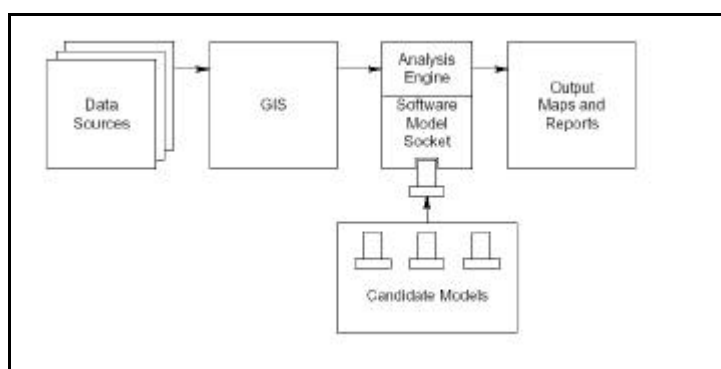 Data
Sources
GIS
Analysis
Engine
Software
Model
Socket
Output
Maps and
Reports
Candidate Models